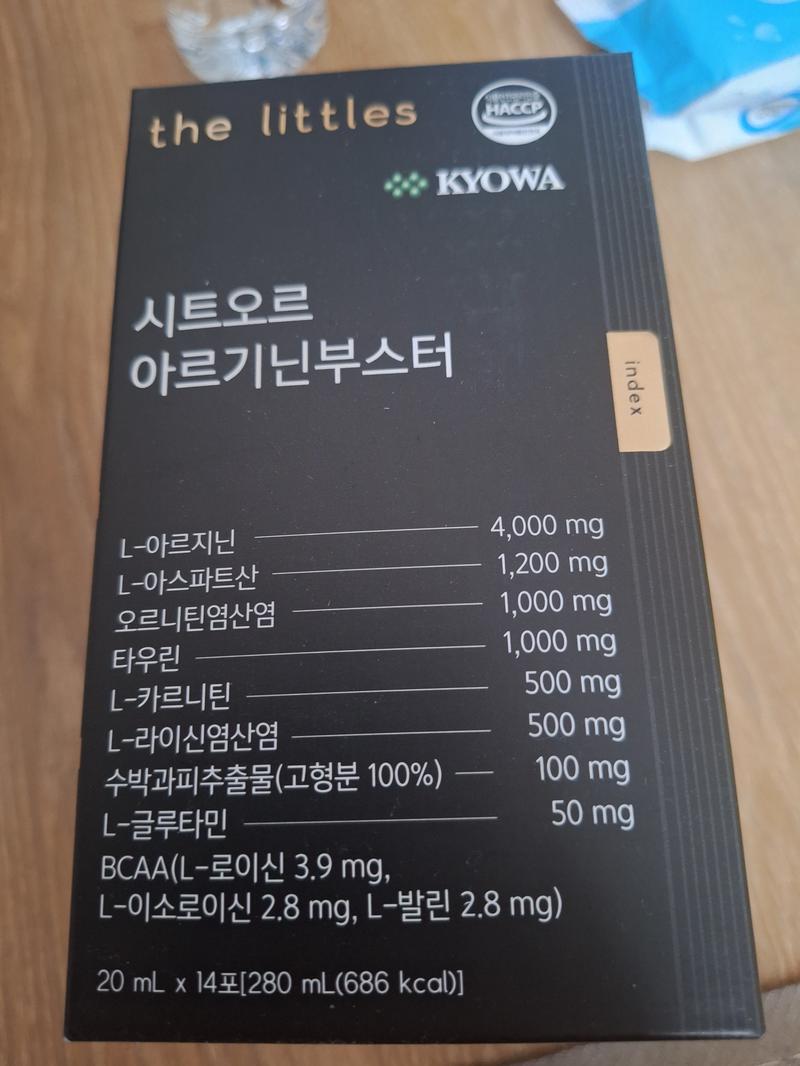 the littles
HACCP
KYOWA
시트오르
아르기닌부스터
index
L-아르지닌 4,000 mg
L-아스파트산 1,200 mg
오르니틴염산염 1,000 mg
타우린 1,000 mg
L-카르니틴 500 mg
L-라이신염산염 500 mg
수박과피추출물(고형분 100%) 100 mg
L-글루타민 50 mg
BCAA(L-로이신 3.9 mg,
L-이소로이신 2.8 mg, L-발린 2.8 mg)
20 mL x 14포[280 mL(686 kcal)]